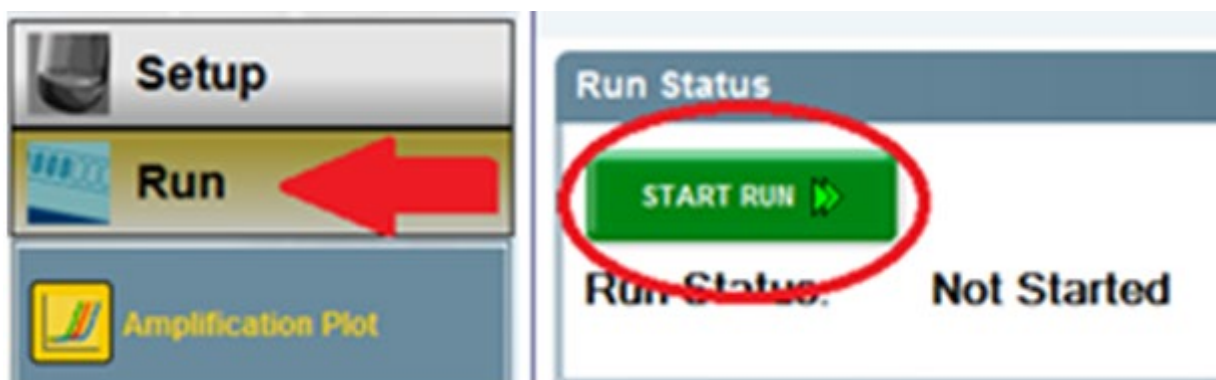 Setup
Run
Amplification Plot
Run Status
START RUN
Run Status: Not Started